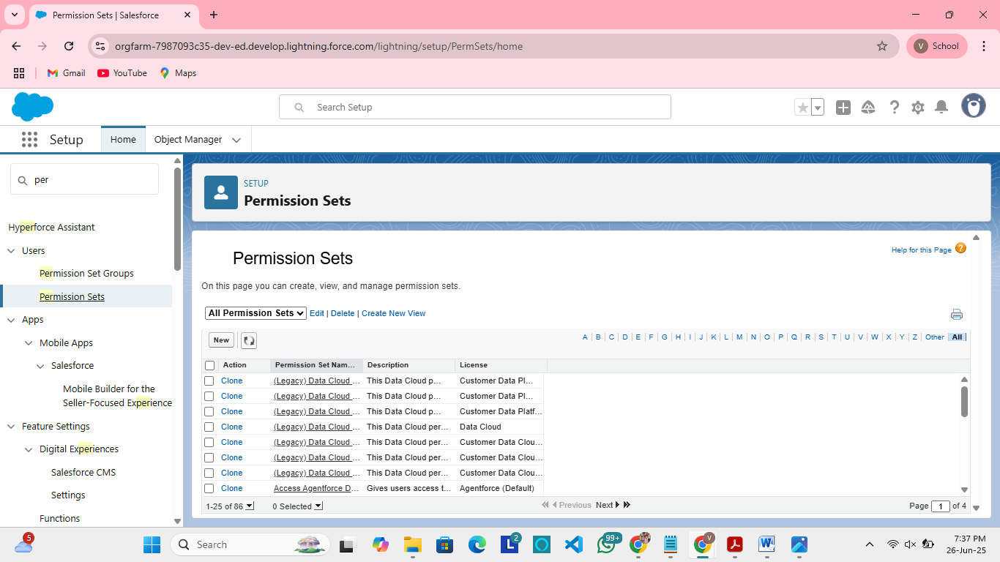 Permission Sets | Salesforce
orgfarm-7987093c35-dev-ed.develop.lightning.force.com/lightning/setup/PermSets/home
V School
Gmail YouTube Maps
Search Setup
Setup Home Object Manager
per
Hyperforce Assistant
Users
Permission Set Groups
Permission Sets
Apps
Mobile Apps
Salesforce
Mobile Builder for the
Seller-Focused Experience
Feature Settings
Digital Experiences
Salesforce CMS
Settings
Functions
SETUP
Permission Sets
Help for this Page ?
Permission Sets
On this page you can create, view, and manage permission sets.
All Permission Sets Edit | Delete | Create New View
New A | B | C | D | E | F | G | H | I | J | K | L | M | N | O | P | Q | R | S | T | U | V | W | X | Y | Z | Other | All
Action Permission Set Nam... Description License
Clone (Legacy) Data Cloud ... This Data Cloud p... Customer Data Pl...
Clone (Legacy) Data Cloud ... This Data Cloud p... Customer Data Pl...
Clone (Legacy) Data Cloud ... This Data Cloud p... Customer Data Platf...
Clone (Legacy) Data Cloud ... This Data Cloud per... Data Cloud
Clone (Legacy) Data Cloud ... This Data Cloud per... Customer Data Clou...
Clone (Legacy) Data Cloud ... This Data Cloud per... Customer Data Clou...
Clone (Legacy) Data Cloud ... This Data Cloud per... Customer Data Clou...
Clone Access Agentforce D... Gives users access t... Agentforce (Default)
1-25 of 86 0 Selected Previous Next Page 1 of 4
5 Search 2 99+ V 7:37 PM
26-Jun-25